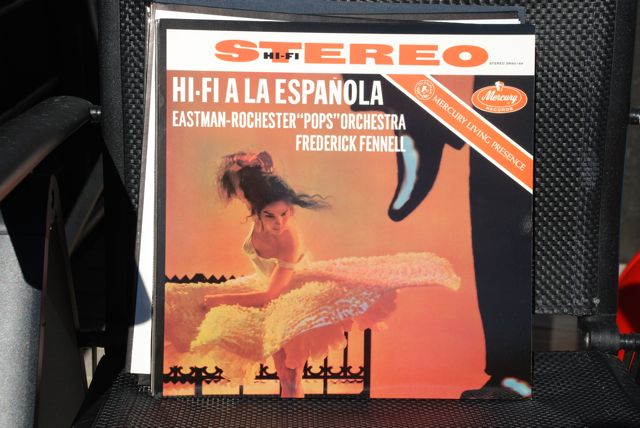 STEREO
HI-FI
STEREO SR90144
HI-FI A LA ESPAÑOLA
EASTMAN-ROCHESTER "POPS" ORCHESTRA
FREDERICK FENNELL
MERCURY LIVING PRESENCE
Mercury
RECORDS